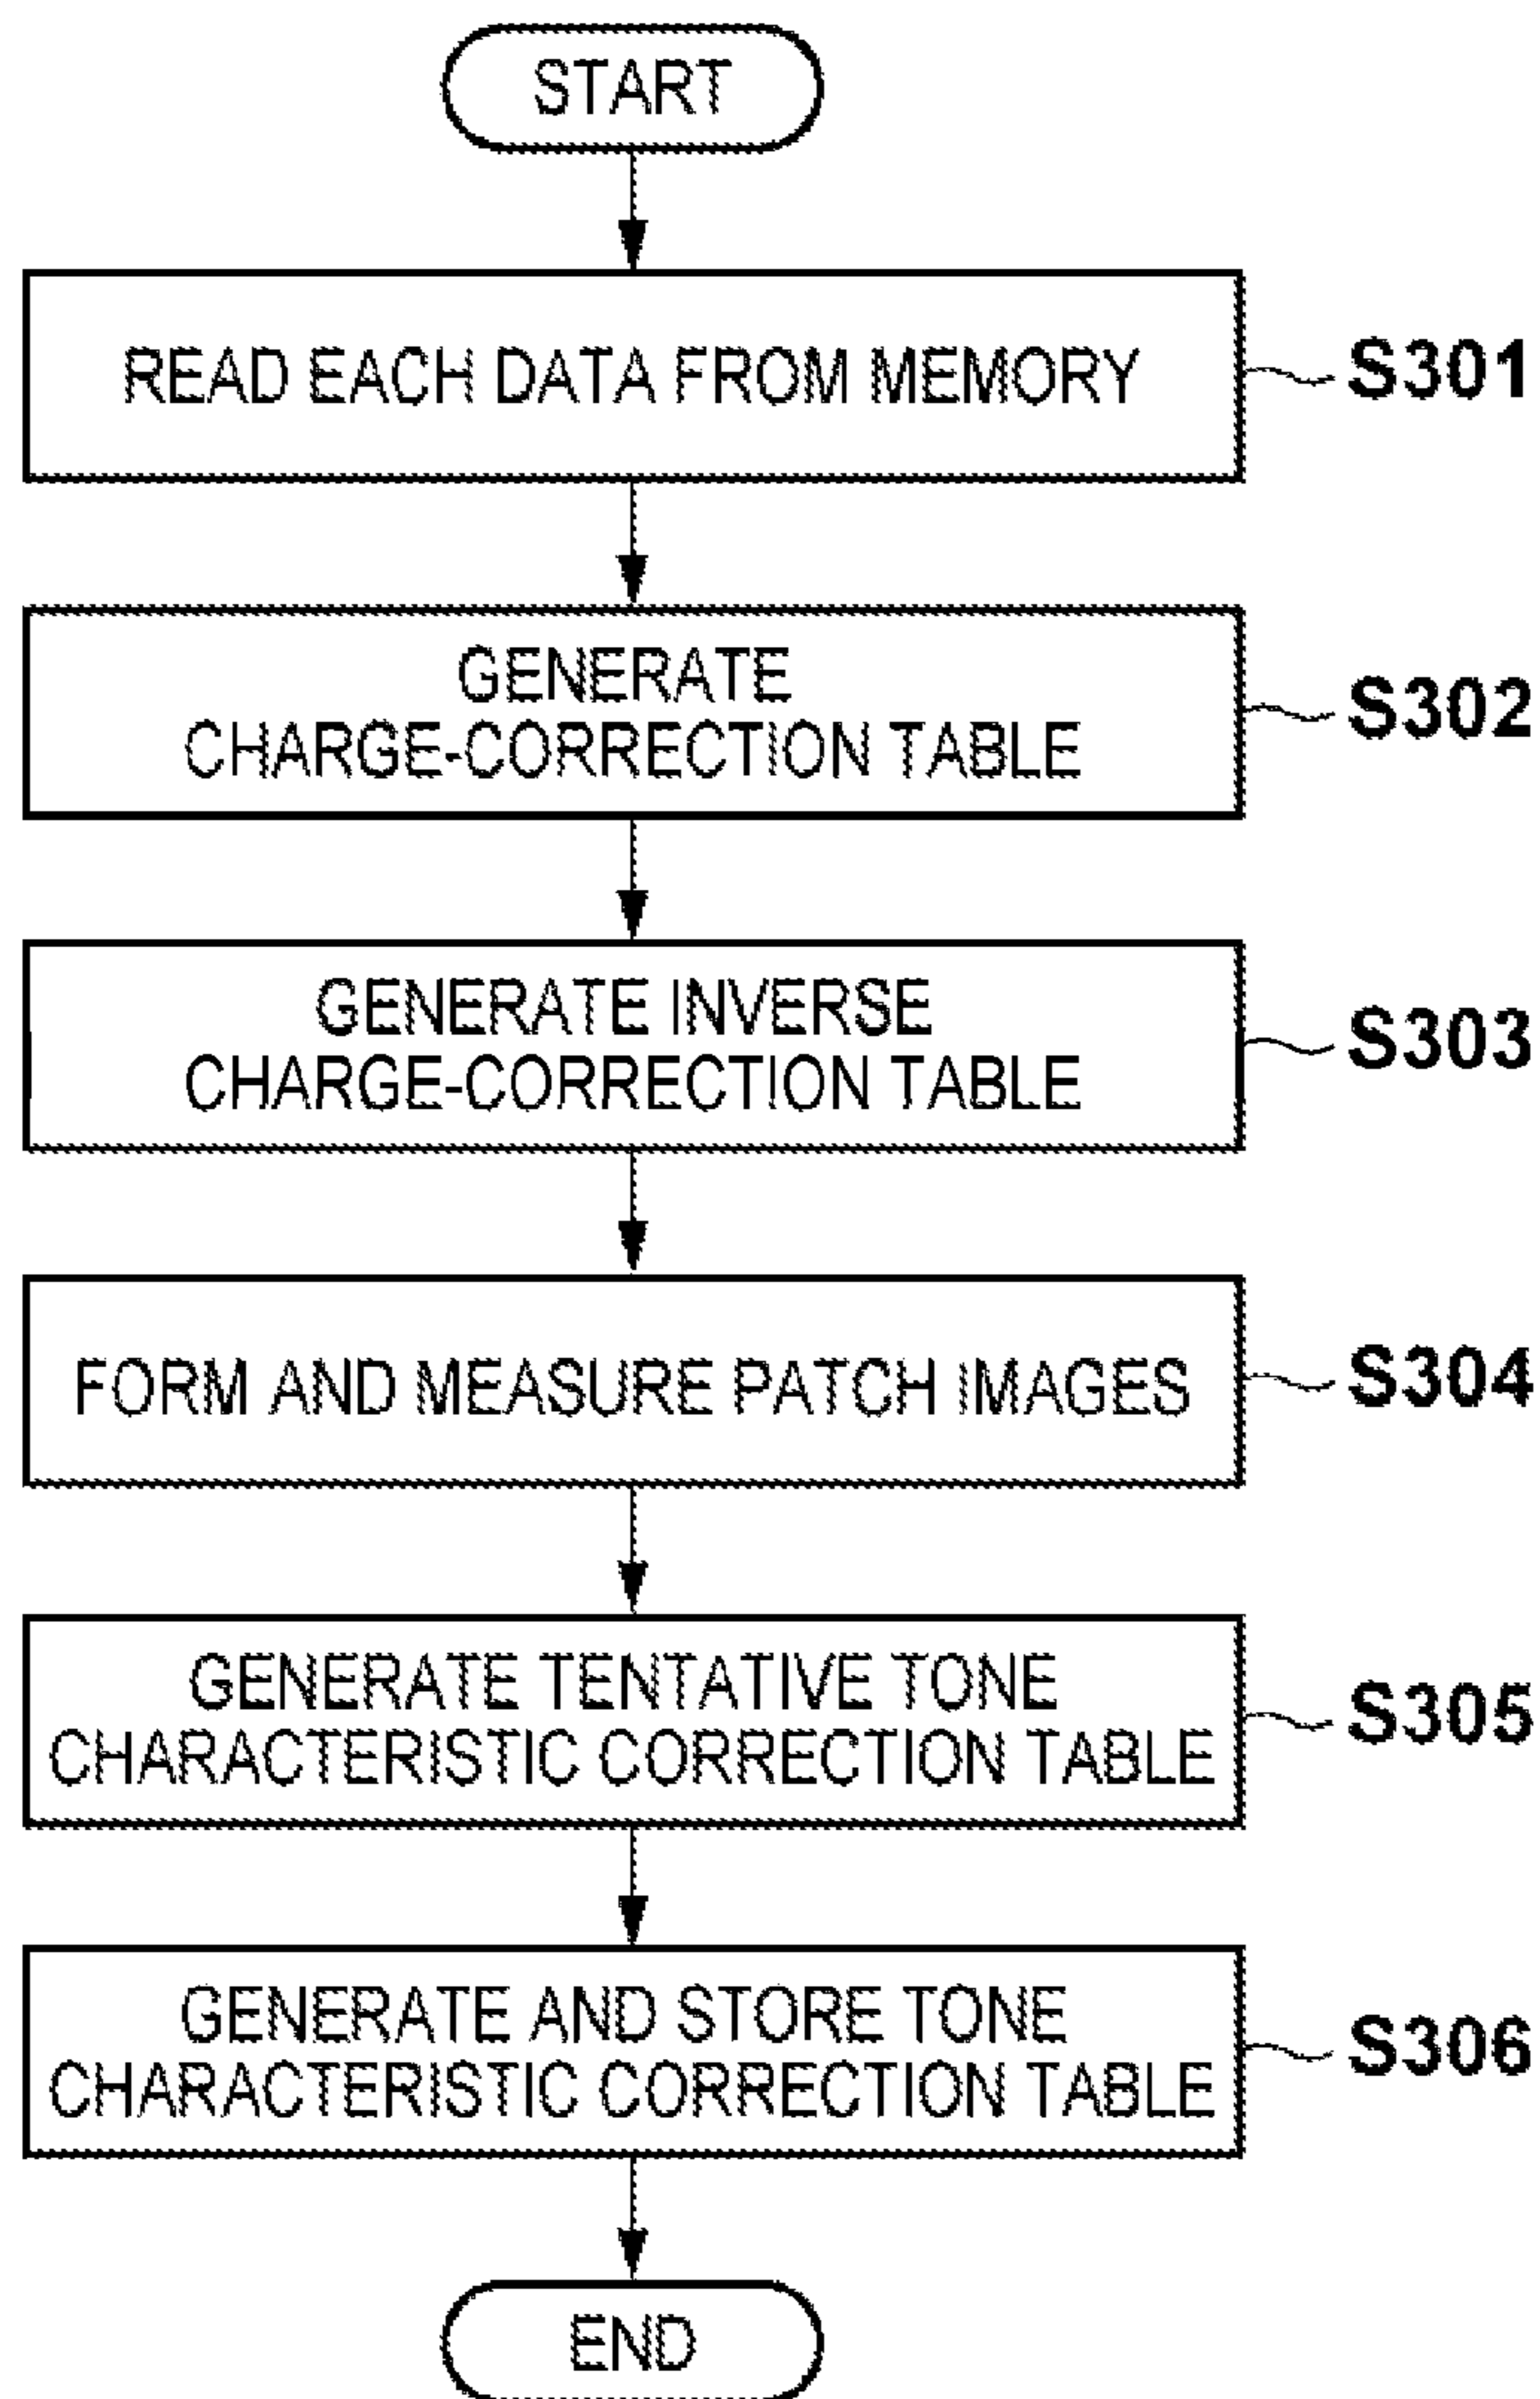 START
READ EACH DATA FROM MEMORY
S301
GENERATE
CHARGE-CORRECTION TABLE
S302
GENERATE INVERSE
CHARGE-CORRECTION TABLE
S303
FORM AND MEASURE PATCH IMAGES
S304
GENERATE TENTATIVE TONE
CHARACTERISTIC CORRECTION TABLE
S305
GENERATE AND STORE TONE
CHARACTERISTIC CORRECTION TABLE
S306
END